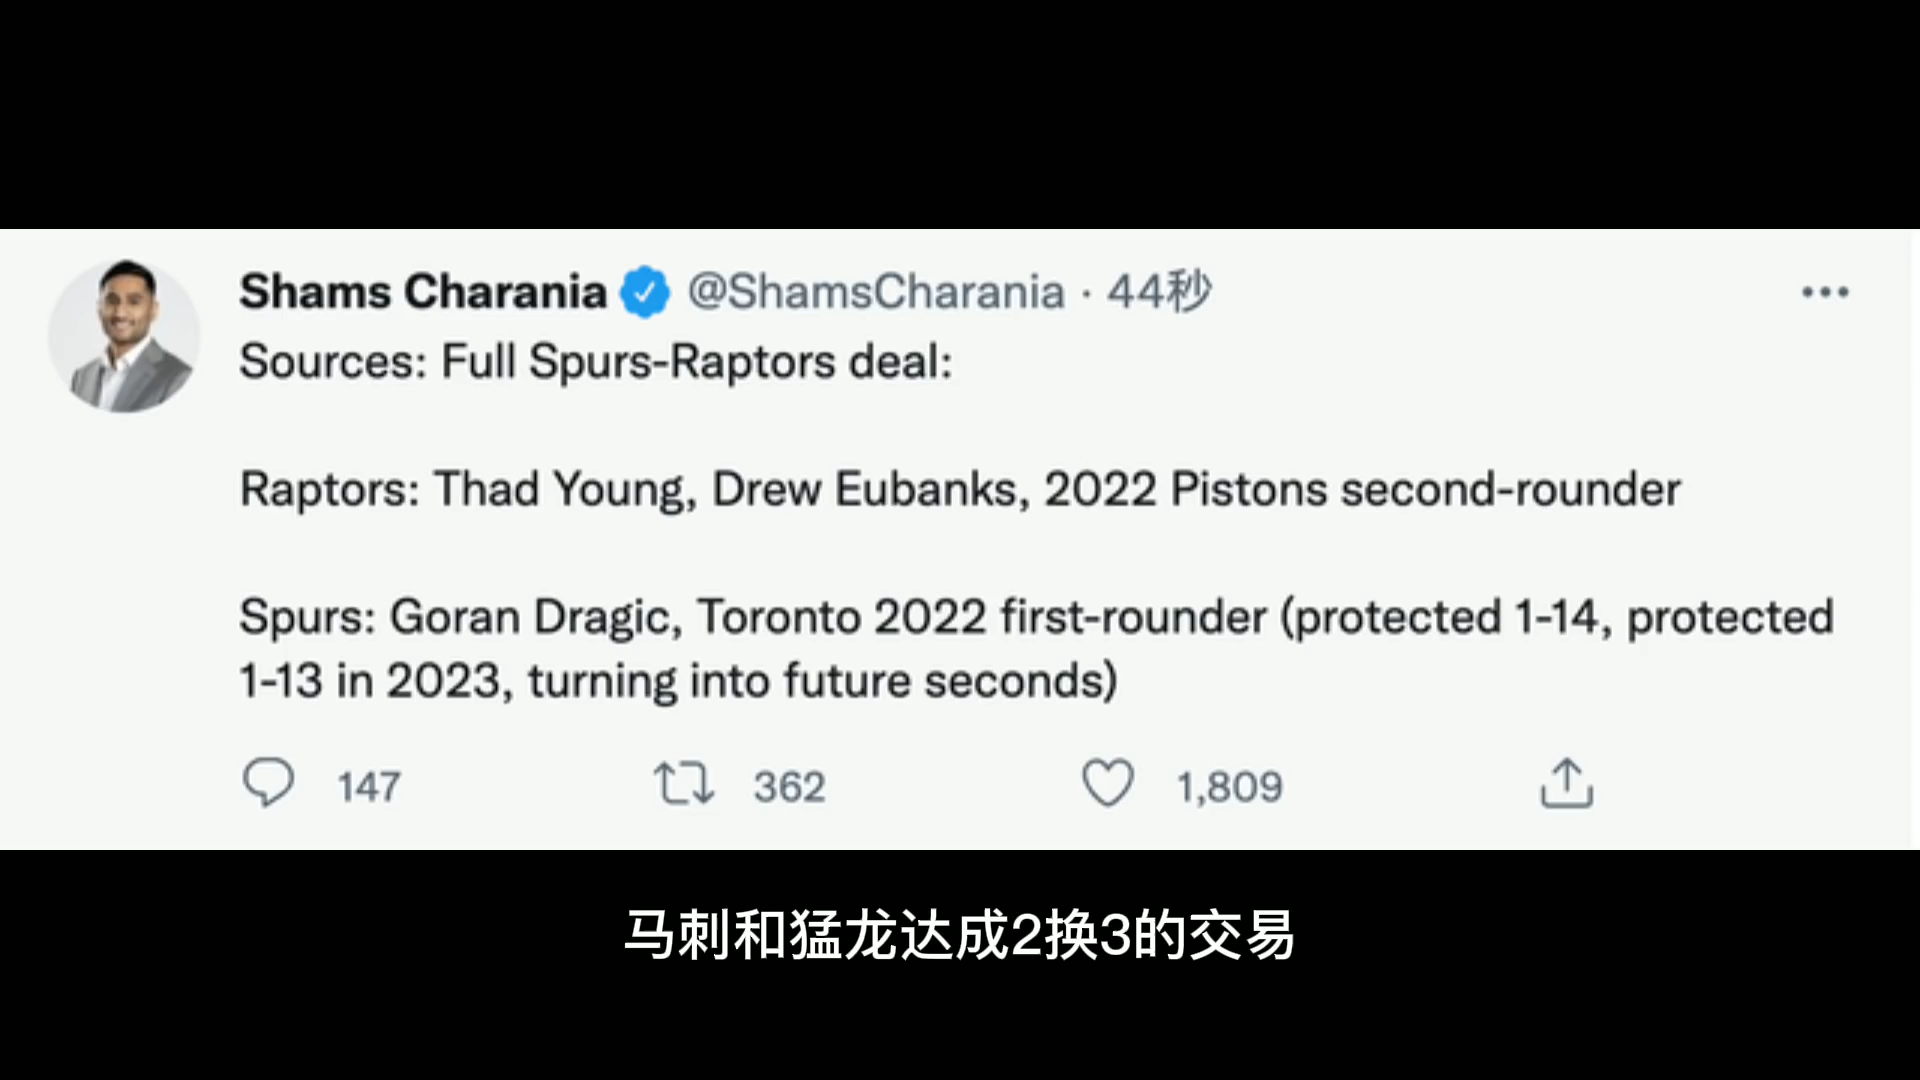 Shams Charania @ShamsCharania · 44秒
Sources: Full Spurs-Raptors deal:
Raptors: Thad Young, Drew Eubanks, 2022 Pistons second-rounder
Spurs: Goran Dragic, Toronto 2022 first-rounder (protected 1-14, protected
1-13 in 2023, turning into future seconds)
147 362 1,809
马刺和猛龙达成2换3的交易